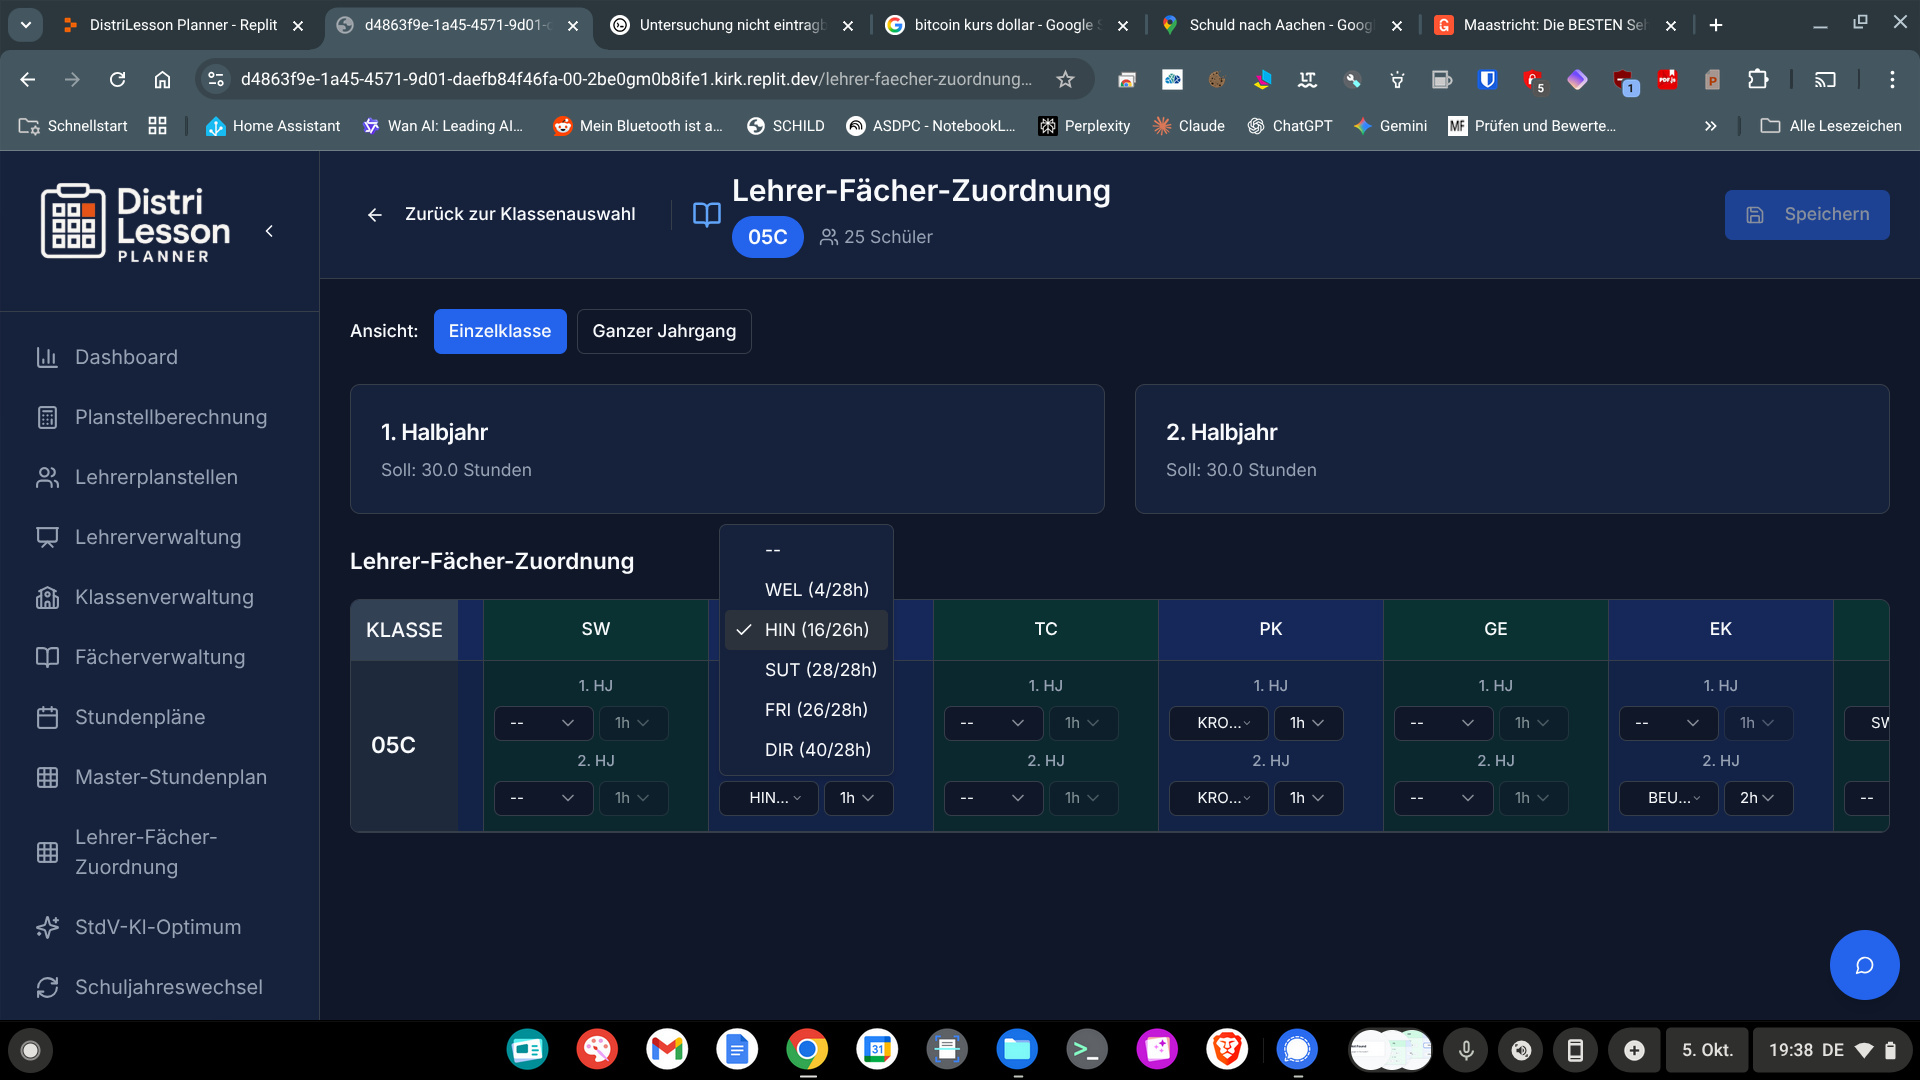 DistriLesson Planner - Replit
d4863f9e-1a45-4571-9d01-
Untersuchung nicht eintragb
bitcoin kurs dollar - Google S
Schuld nach Aachen - Goog
Maastricht: Die BESTEN Seh
d4863f9e-1a45-4571-9d01-daefb84f46fa-00-2be0gm0b8ife1.kirk.replit.dev/lehrer-faecher-zuordnung...
5
1
Schnellstart
Home Assistant
Wan AI: Leading AI...
Mein Bluetooth ist a...
SCHILD
ASDPC - NotebookL...
Perplexity
Claude
ChatGPT
Gemini
MF Prüfen und Bewerte...
Alle Lesezeichen
Distri
Lesson
PLANNER
Dashboard
Planstellberechnung
Lehrerplanstellen
Lehrerverwaltung
Klassenverwaltung
Fächerverwaltung
Stundenpläne
Master-Stundenplan
Lehrer-Fächer-
Zuordnung
StdV-KI-Optimum
Schuljahreswechsel
Zurück zur Klassenauswahl
Lehrer-Fächer-Zuordnung
05C
25 Schüler
Speichern
Ansicht:
Einzelklasse
Ganzer Jahrgang
1. Halbjahr
Soll: 30.0 Stunden
2. Halbjahr
Soll: 30.0 Stunden
Lehrer-Fächer-Zuordnung
--
WEL (4/28h)
HIN (16/26h)
SUT (28/28h)
FRI (26/28h)
DIR (40/28h)
KLASSE SW TC PK GE EK
05C
1. HJ 1. HJ 1. HJ 1. HJ 1. HJ
-- 1h -- 1h KRO... 1h -- 1h -- 1h SW
2. HJ 2. HJ 2. HJ 2. HJ 2. HJ
-- 1h HIN... 1h -- 1h KRO... 1h -- 1h BEU... 2h --
31
5. Okt.
19:38 DE